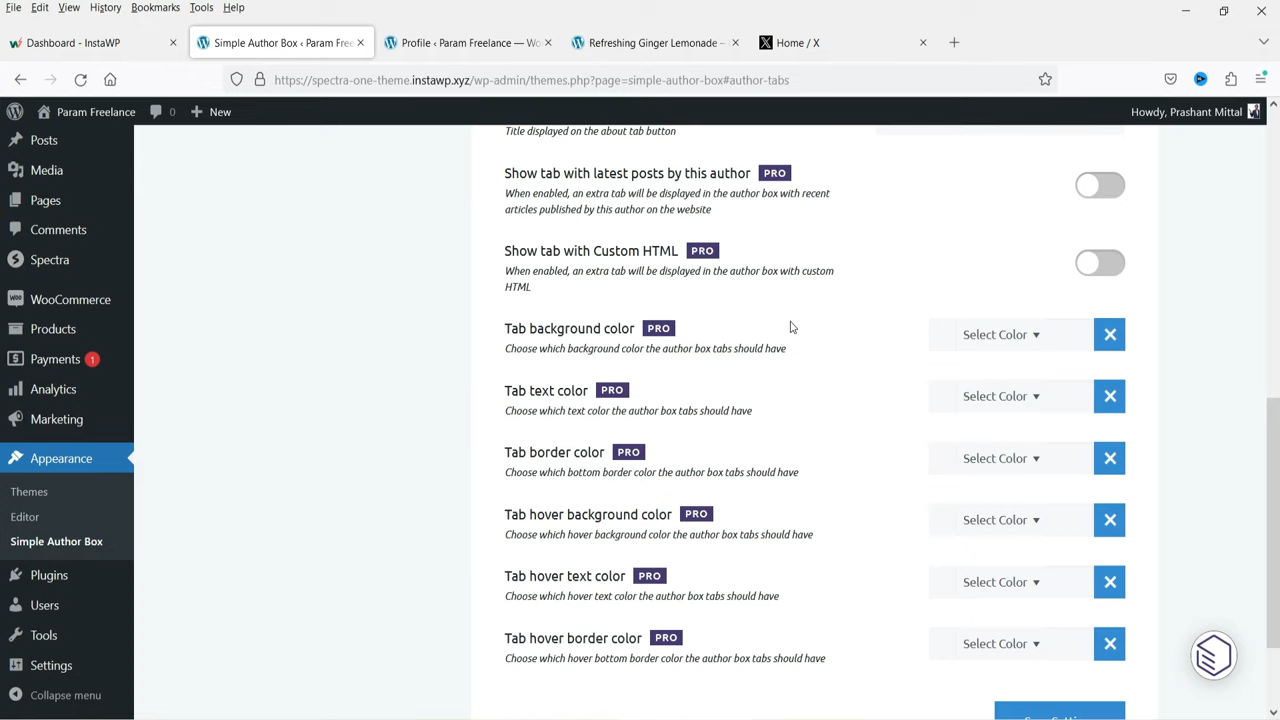 File Edit View History Bookmarks Tools Help
Dashboard - InstaWP
Simple Author Box ‹ Param Free
Profile ‹ Param Freelance — Wo
Refreshing Ginger Lemonade –
Home / X
https://spectra-one-theme.instawp.xyz/wp-admin/themes.php?page=simple-author-box#author-tabs
Param Freelance
0
New
Howdy, Prashant Mittal
Posts
Media
Pages
Comments
Spectra
WooCommerce
Products
Payments 1
Analytics
Marketing
Appearance
Themes
Editor
Simple Author Box
Plugins
Users
Tools
Settings
Collapse menu
Title displayed on the about tab button
Show tab with latest posts by this author PRO
When enabled, an extra tab will be displayed in the author box with recent
articles published by this author on the website
Show tab with Custom HTML PRO
When enabled, an extra tab will be displayed in the author box with custom
HTML
Tab background color PRO
Choose which background color the author box tabs should have
Select Color
Tab text color PRO
Choose which text color the author box tabs should have
Select Color
Tab border color PRO
Choose which bottom border color the author box tabs should have
Select Color
Tab hover background color PRO
Choose which hover background color the author box tabs should have
Select Color
Tab hover text color PRO
Choose which hover text color the author box tabs should have
Select Color
Tab hover border color PRO
Choose which hover bottom border color the author box tabs should have
Select Color